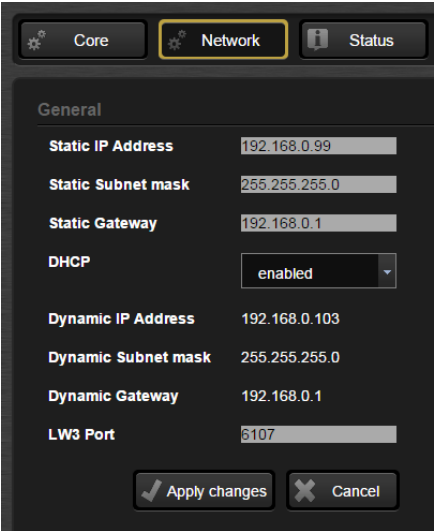 Core Network Status
General
Static IP Address 192.168.0.99
Static Subnet mask 255.255.255.0
Static Gateway 192.168.0.1
DHCP enabled
Dynamic IP Address 192.168.0.103
Dynamic Subnet mask 255.255.255.0
Dynamic Gateway 192.168.0.1
LW3 Port 6107
Apply changes Cancel